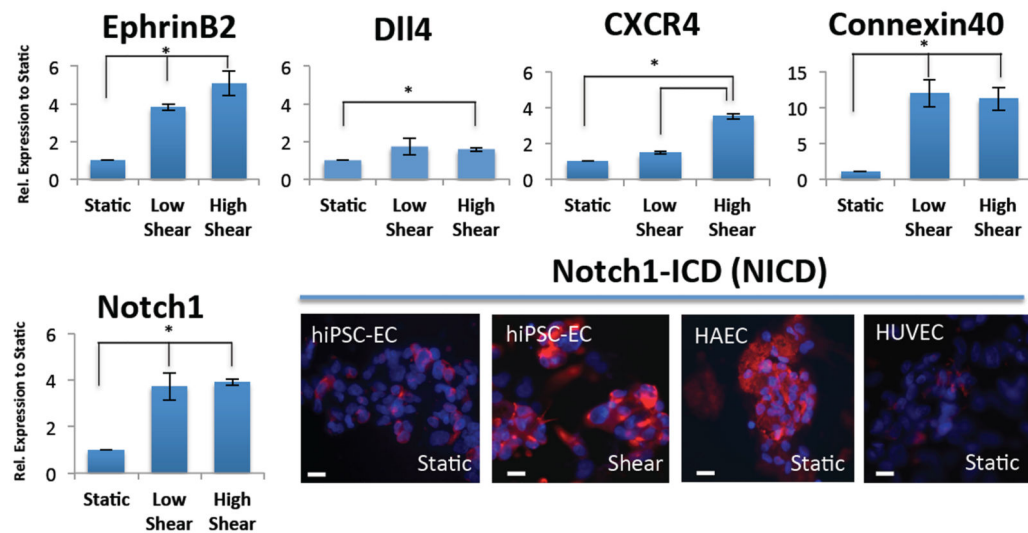 EphrinB2
Dll4
CXCR4
Connexin40
Rel. Expression to Static
6
4
2
0
*
Static
Low
Shear
High
Shear
6
4
2
0
*
Static
Low
Shear
High
Shear
6
4
2
0
*
Static
Low
Shear
High
Shear
15
10
5
0
*
Static
Low
Shear
High
Shear
Notch1
Rel. Expression to Static
6
4
2
0
*
Static
Low
Shear
High
Shear
Notch1-ICD (NICD)
hiPSC-EC
Static
hiPSC-EC
Shear
HAEC
Static
HUVEC
Static